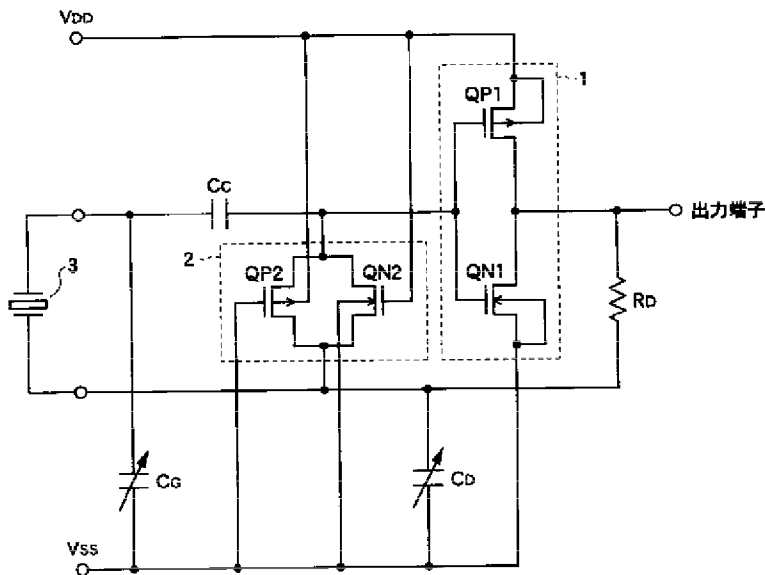 VDD
QP1
1
CC
出力端子
3
2
QP2
QN2
QN1
RD
CG
CD
VSS